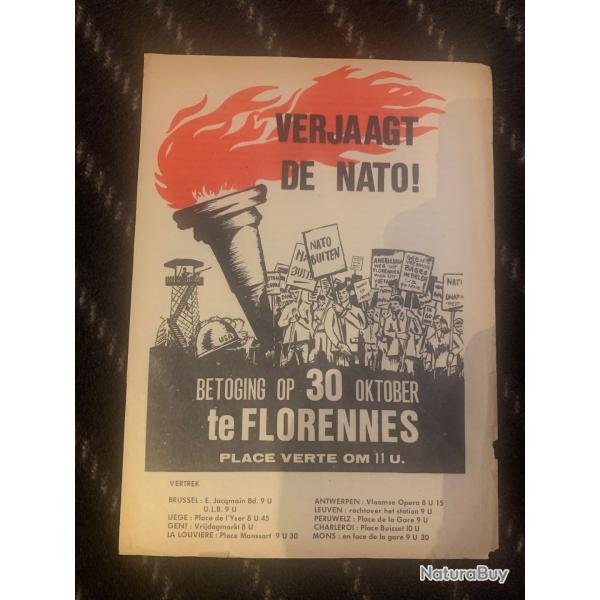 VERJAAGT
DE NATO!
NATO
BUITEN
BUITE
USA
BETOGING OP 30 OKTOBER
te FLORENNES
PLACE VERTE OM 11 U.
VERTREK
BRUSSEL : E. Jacqmain Bd. 9 U
U.L.B. 9 U
LIEGE : Place de l'Yser 8 U 45
GENT : Vrijdagmarkt 8 U
LA LOUVIERE : Place Manssart 9 U 30
ANTWERPEN : Vlaamse Opera 8 U 15
LEUVEN : rechtover het station 9 U
PERUWELZ : Place de la Gare 9 U
CHARLEROI : Place Buisset 10 U
MONS : en face de la gare 9 U 30
NaturaBuy